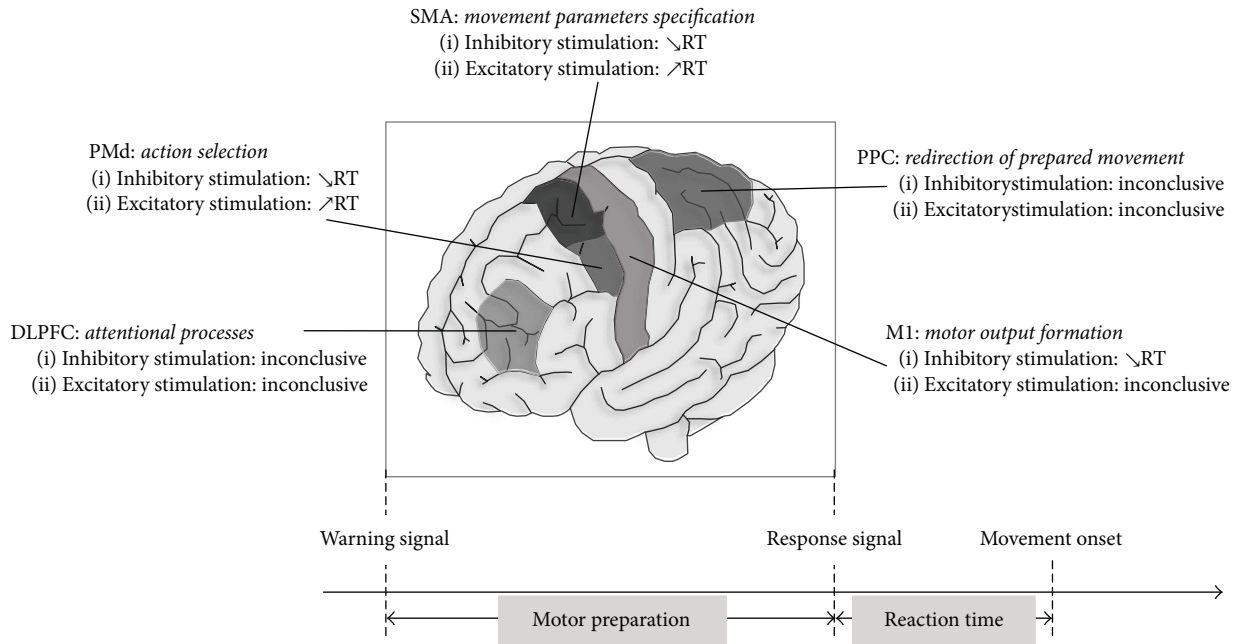 SMA: movement parameters specification
(i) Inhibitory stimulation: ↘RT
(ii) Excitatory stimulation: ↗RT
PMd: action selection
(i) Inhibitory stimulation: ↘RT
(ii) Excitatory stimulation: ↗RT
PPC: redirection of prepared movement
(i) Inhibitorystimulation: inconclusive
(ii) Excitatorystimulation: inconclusive
DLPFC: attentional processes
(i) Inhibitory stimulation: inconclusive
(ii) Excitatory stimulation: inconclusive
M1: motor output formation
(i) Inhibitory stimulation: ↘RT
(ii) Excitatory stimulation: inconclusive
Warning signal
Response signal
Movement onset
Motor preparation
Reaction time